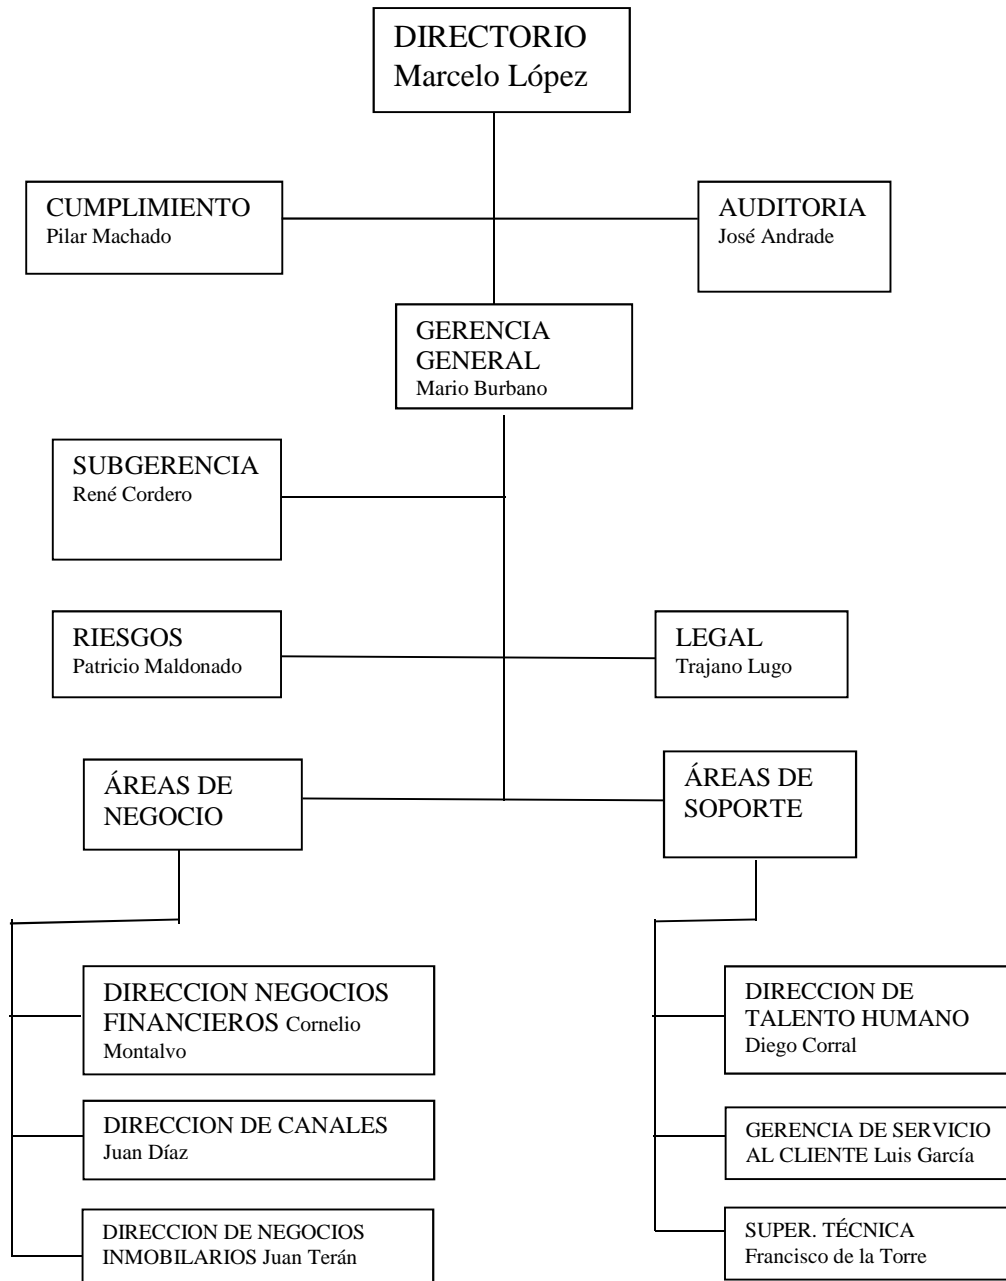 DIRECTORIO
Marcelo López
CUMPLIMIENTO
Pilar Machado
AUDITORIA
José Andrade
GERENCIA
GENERAL
Mario Burbano
SUBGERENCIA
René Cordero
RIESGOS
Patricio Maldonado
LEGAL
Trajano Lugo
ÁREAS DE
NEGOCIO
ÁREAS DE
SOPORTE
DIRECCION NEGOCIOS
FINANCIEROS Cornelio
Montalvo
DIRECCION DE CANALES
Juan Díaz
DIRECCION DE NEGOCIOS
INMOBILARIOS Juan Terán
DIRECCION DE
TALENTO HUMANO
Diego Corral
GERENCIA DE SERVICIO
AL CLIENTE Luis García
SUPER. TÉCNICA
Francisco de la Torre